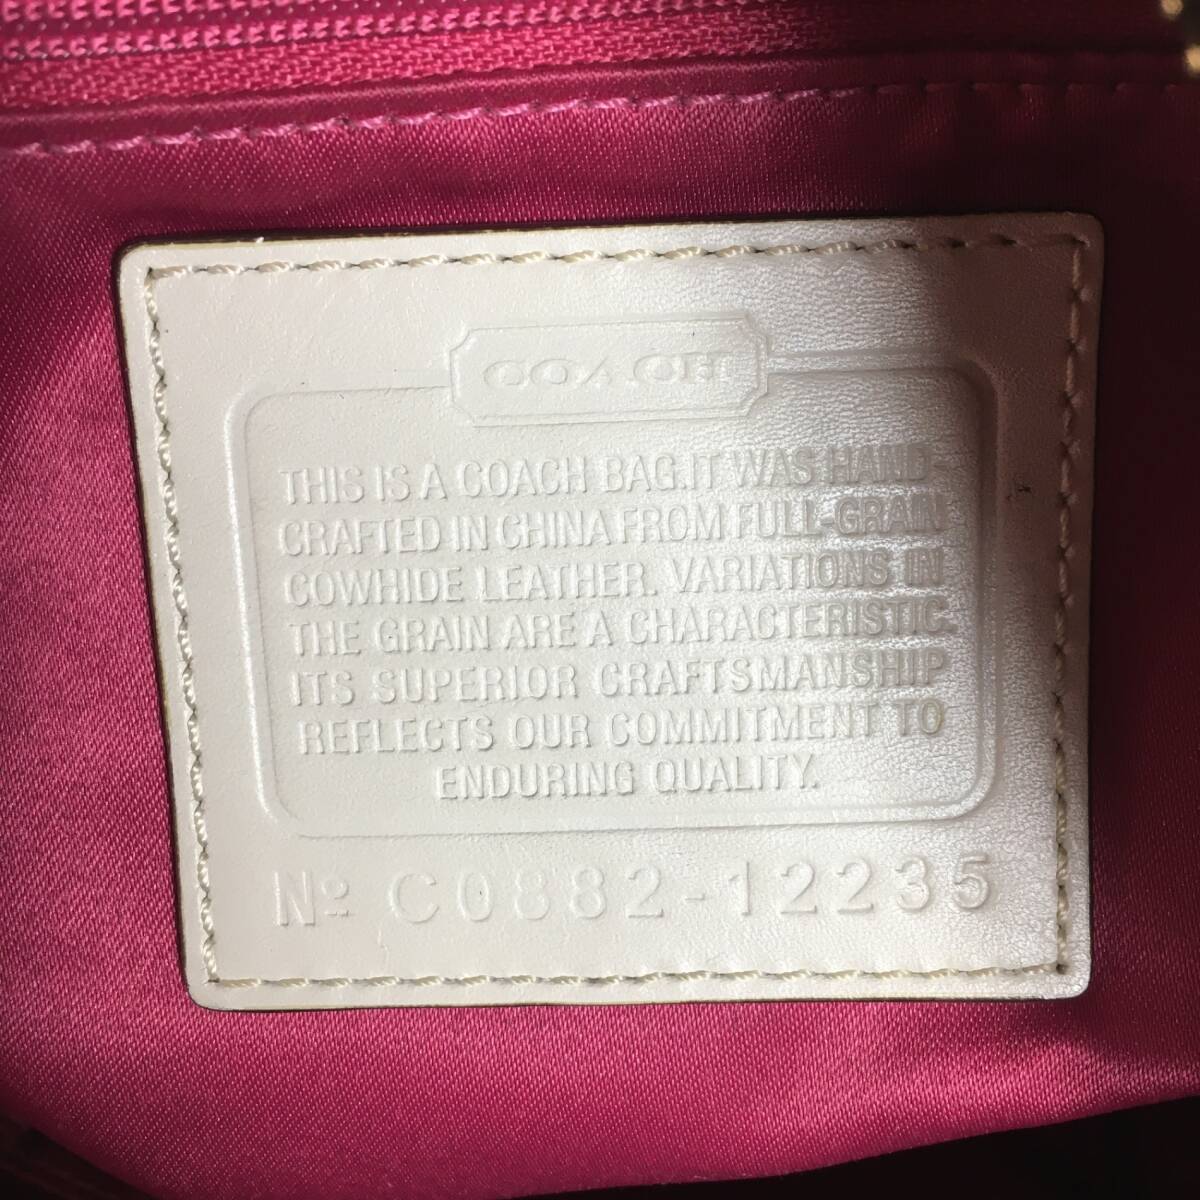 COACH
THIS IS A COACH BAG.IT WAS HAND-
CRAFTED IN CHINA FROM FULL-GRAIN
COWHIDE LEATHER. VARIATIONS IN
THE GRAIN ARE A CHARACTERISTIC.
ITS SUPERIOR CRAFTSMANSHIP
REFLECTS OUR COMMITMENT TO
ENDURING QUALITY.
Nº C0882-12235